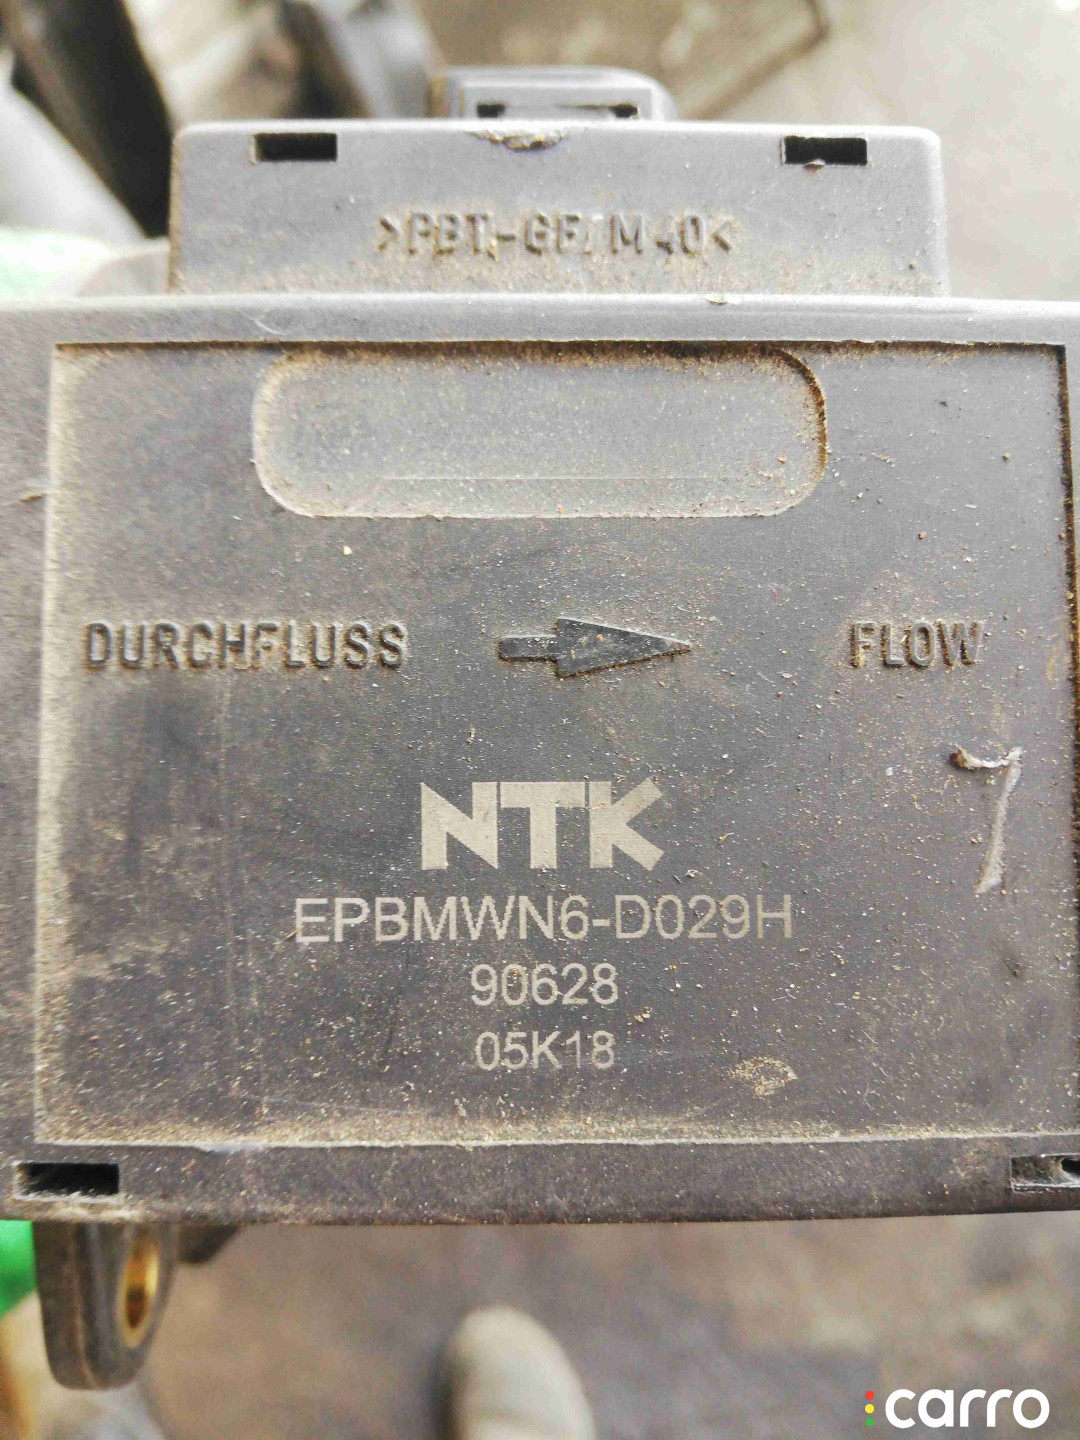 >PBT-GF/M40<
DURCHFLUSS FLOW
NTK
EPBMWN6-D029H
90628
05K18
carro